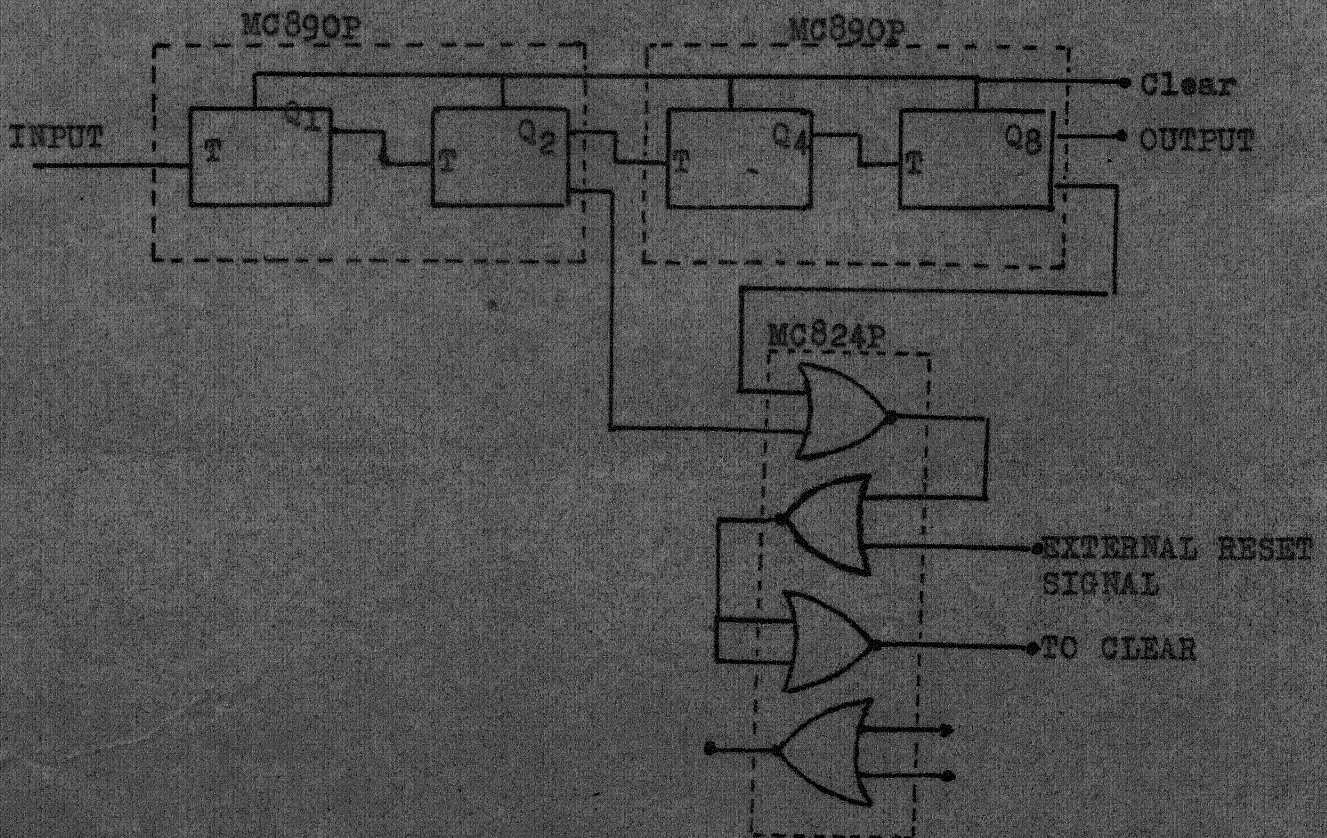 MC890P
MC890P
Clear
INPUT
T
Q1
T
Q2
T
Q4
T
Q8
OUTPUT
MC824P
EXTERNAL RESET
SIGNAL
TO CLEAR